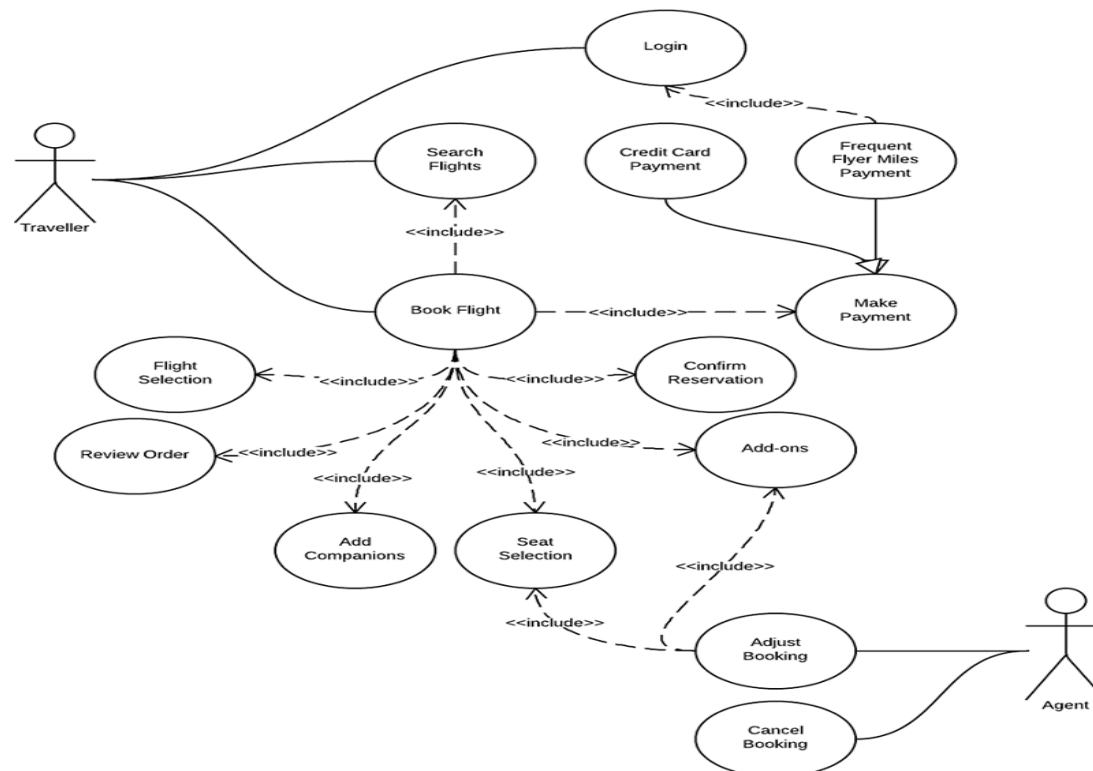 Login
<<include>>
Search
Flights
Credit Card
Payment
Frequent
Flyer Miles
Payment
Traveller
<<include>>
Book Flight
<<include>>
Make
Payment
Flight
Selection
<<include>>
<<include>>
Confirm
Reservation
Review Order
<<include>>
<<include>>
Add-ons
<<include>>
<<include>>
Add
Companions
Seat
Selection
<<include>>
<<include>>
Adjust
Booking
Agent
Cancel
Booking